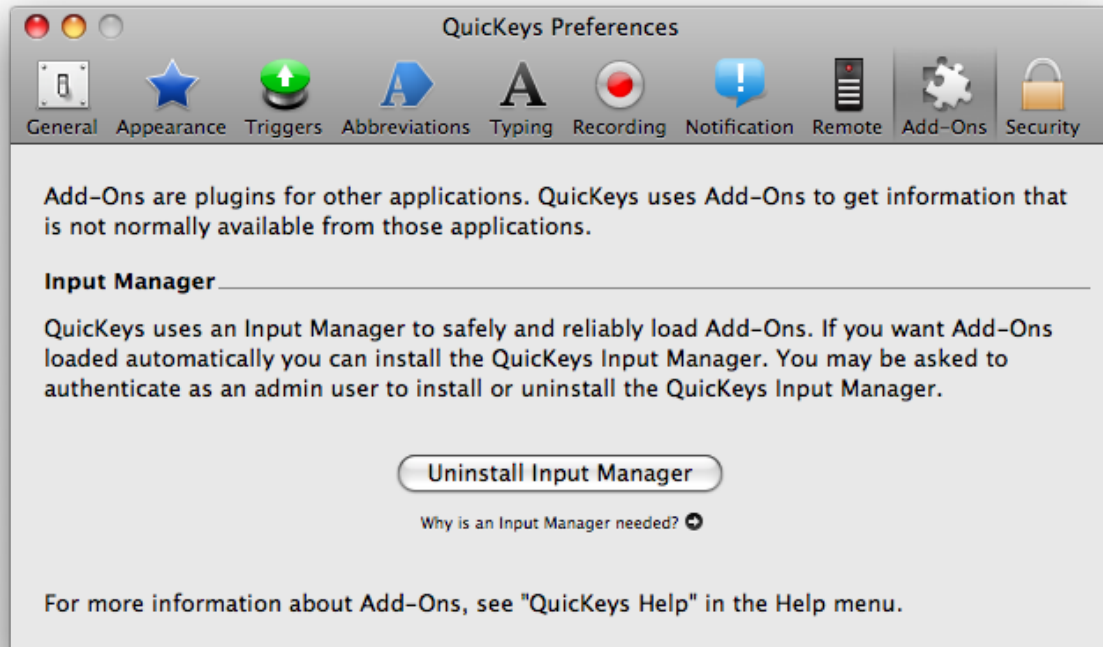 QuicKeys Preferences
General Appearance Triggers Abbreviations Typing Recording Notification Remote Add-Ons Security
Add-Ons are plugins for other applications. QuicKeys uses Add-Ons to get information that
is not normally available from those applications.
Input Manager
QuicKeys uses an Input Manager to safely and reliably load Add-Ons. If you want Add-Ons
loaded automatically you can install the QuicKeys Input Manager. You may be asked to
authenticate as an admin user to install or uninstall the QuicKeys Input Manager.
Uninstall Input Manager
Why is an Input Manager needed?
For more information about Add-Ons, see "QuicKeys Help" in the Help menu.